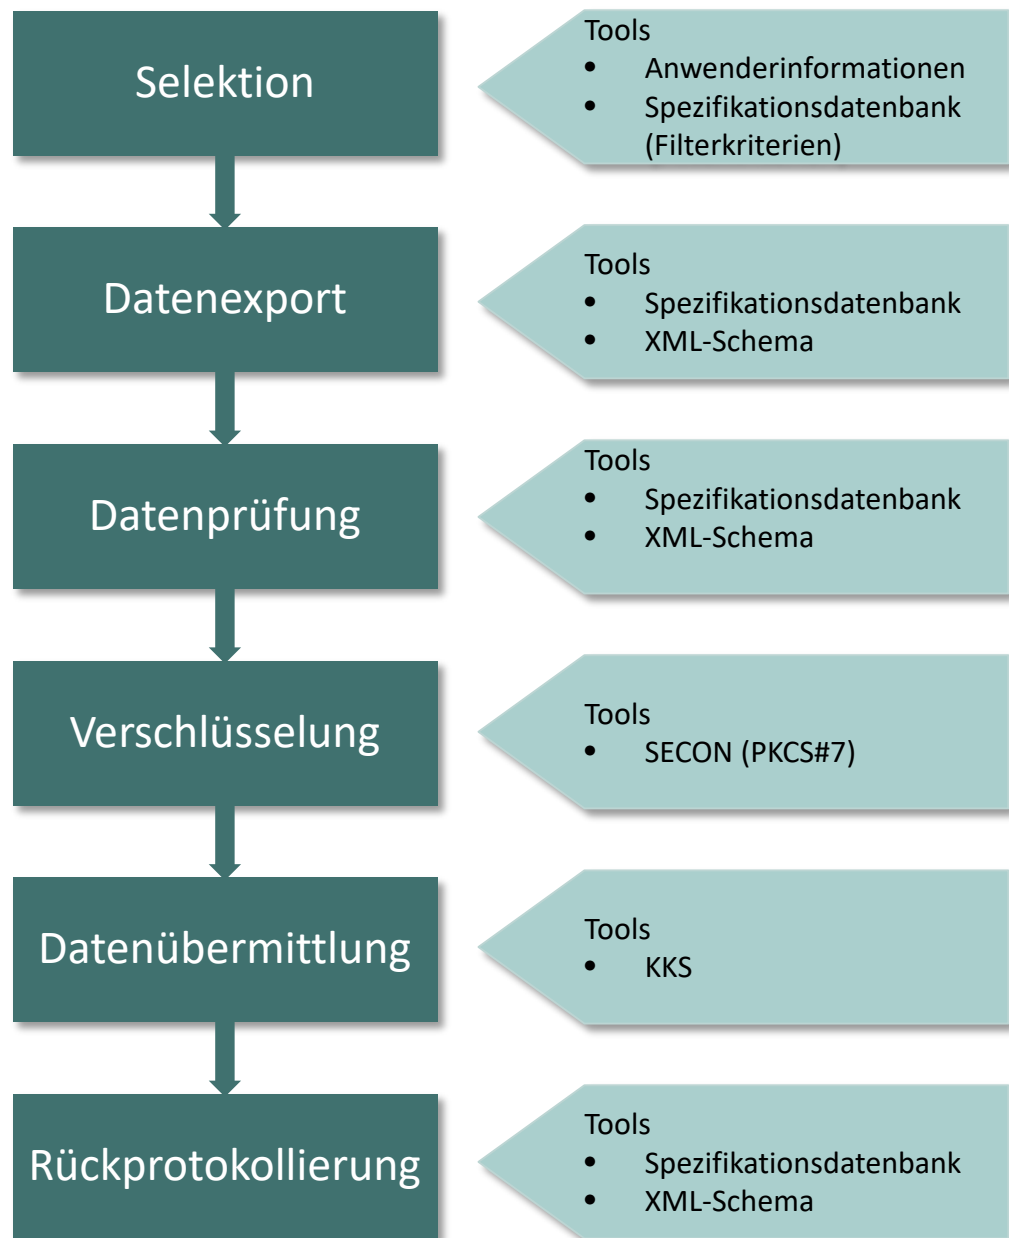 Selektion
Tools
• Anwenderinformationen
• Spezifikationsdatenbank
(Filterkriterien)
Datenexport
Tools
• Spezifikationsdatenbank
• XML-Schema
Datenprüfung
Tools
• Spezifikationsdatenbank
• XML-Schema
Verschlüsselung
Tools
• SECON (PKCS#7)
Datenübermittlung
Tools
• KKS
Rückprotokollierung
Tools
• Spezifikationsdatenbank
• XML-Schema